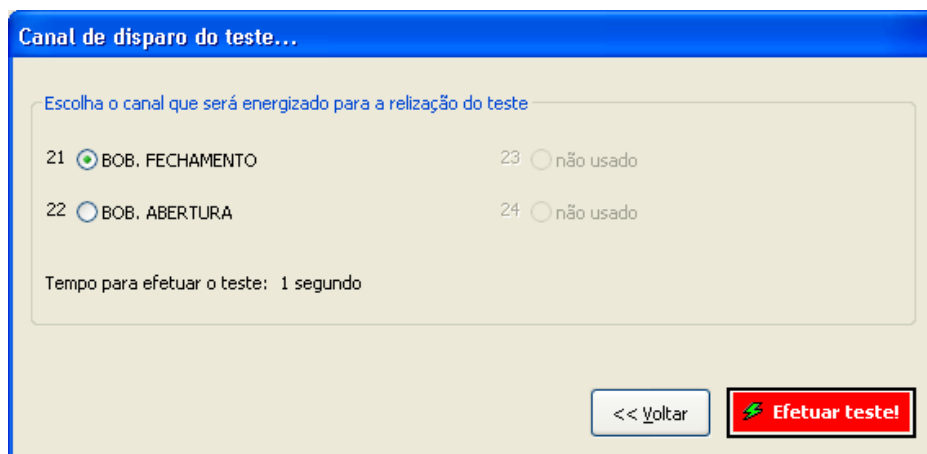 Canal de disparo do teste...
Escolha o canal que será energizado para a relização do teste
21 BOB. FECHAMENTO 23 não usado
22 BOB. ABERTURA 24 não usado
Tempo para efetuar o teste: 1 segundo
<< Voltar Efetuar teste!